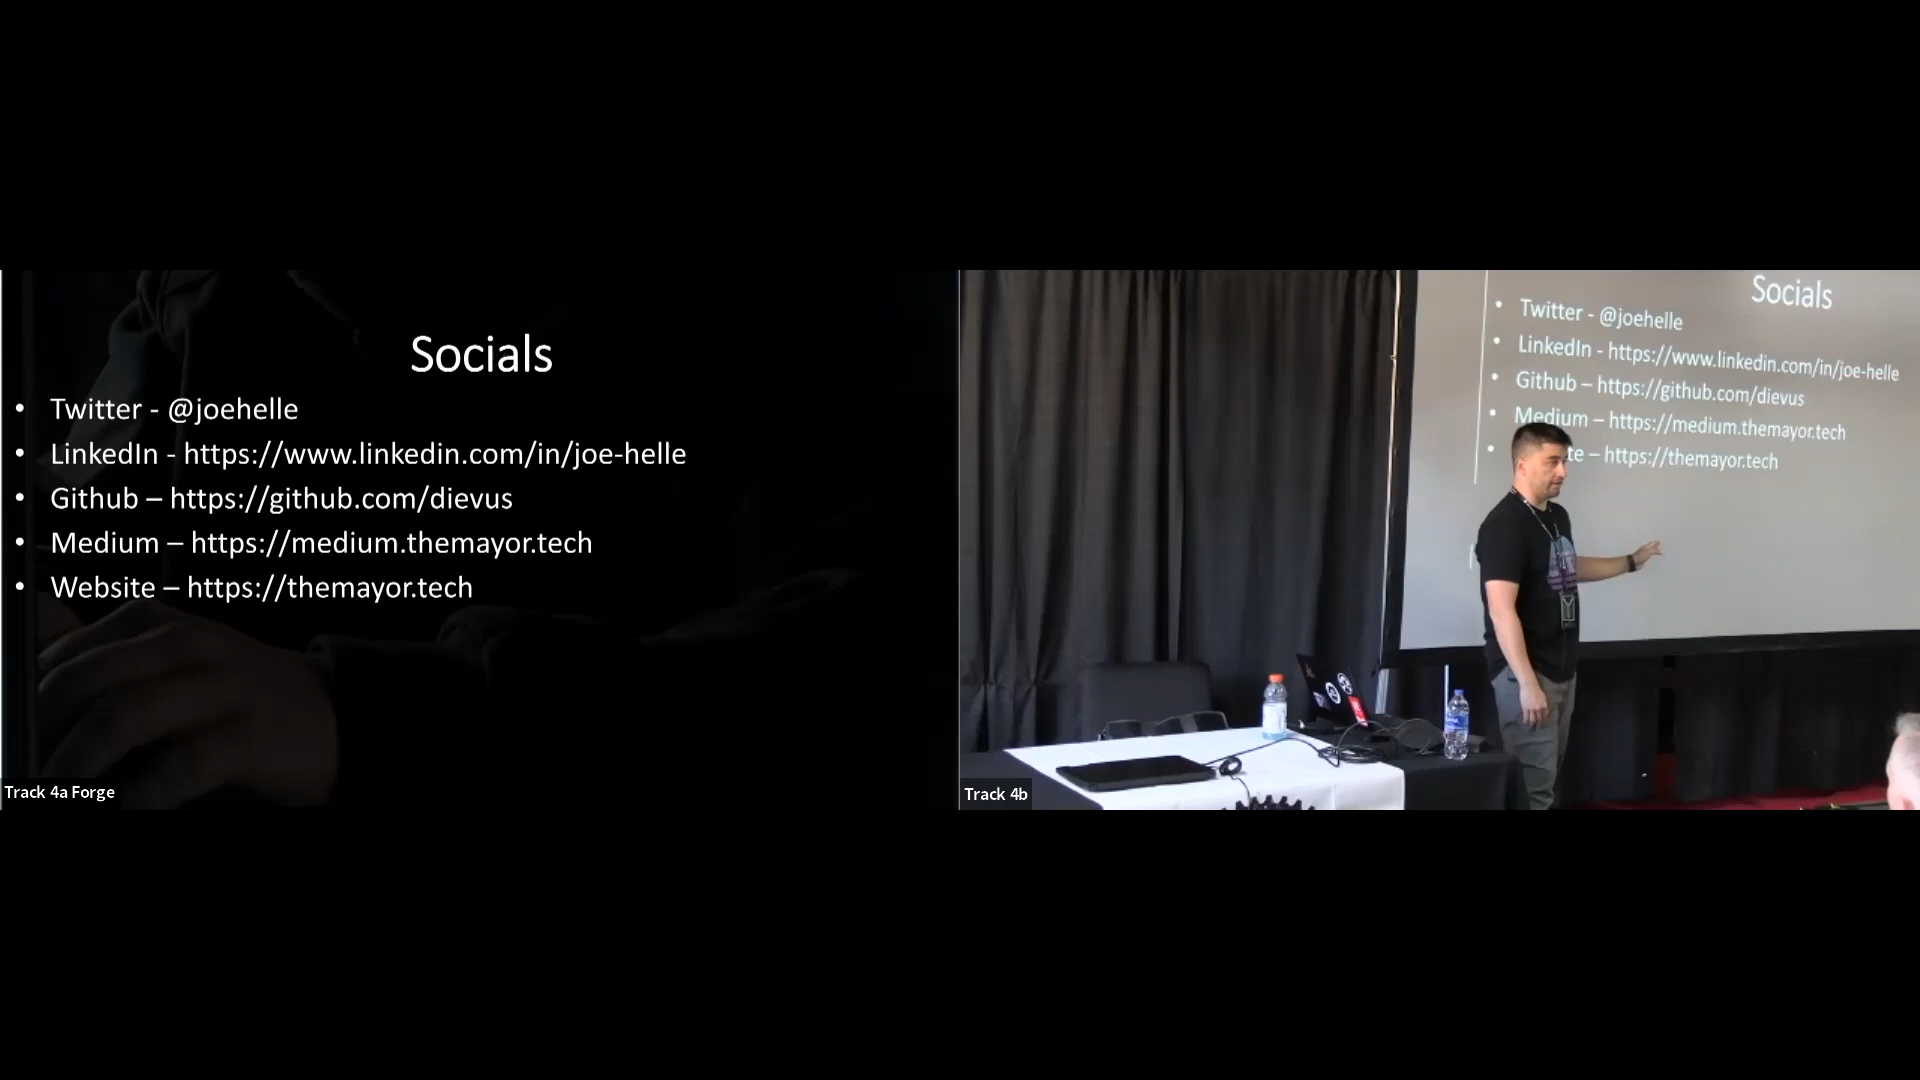 Socials
• Twitter - @joehelle
• LinkedIn - https://www.linkedin.com/in/joe-helle
• Github – https://github.com/dievus
• Medium – https://medium.themayor.tech
• Website – https://themayor.tech
Track 4a Forge
Socials
• Twitter - @joehelle
• LinkedIn - https://www.linkedin.com/in/joe-helle
• Github – https://github.com/dievus
• Medium – https://medium.themayor.tech
• te – https://themayor.tech
Track 4b